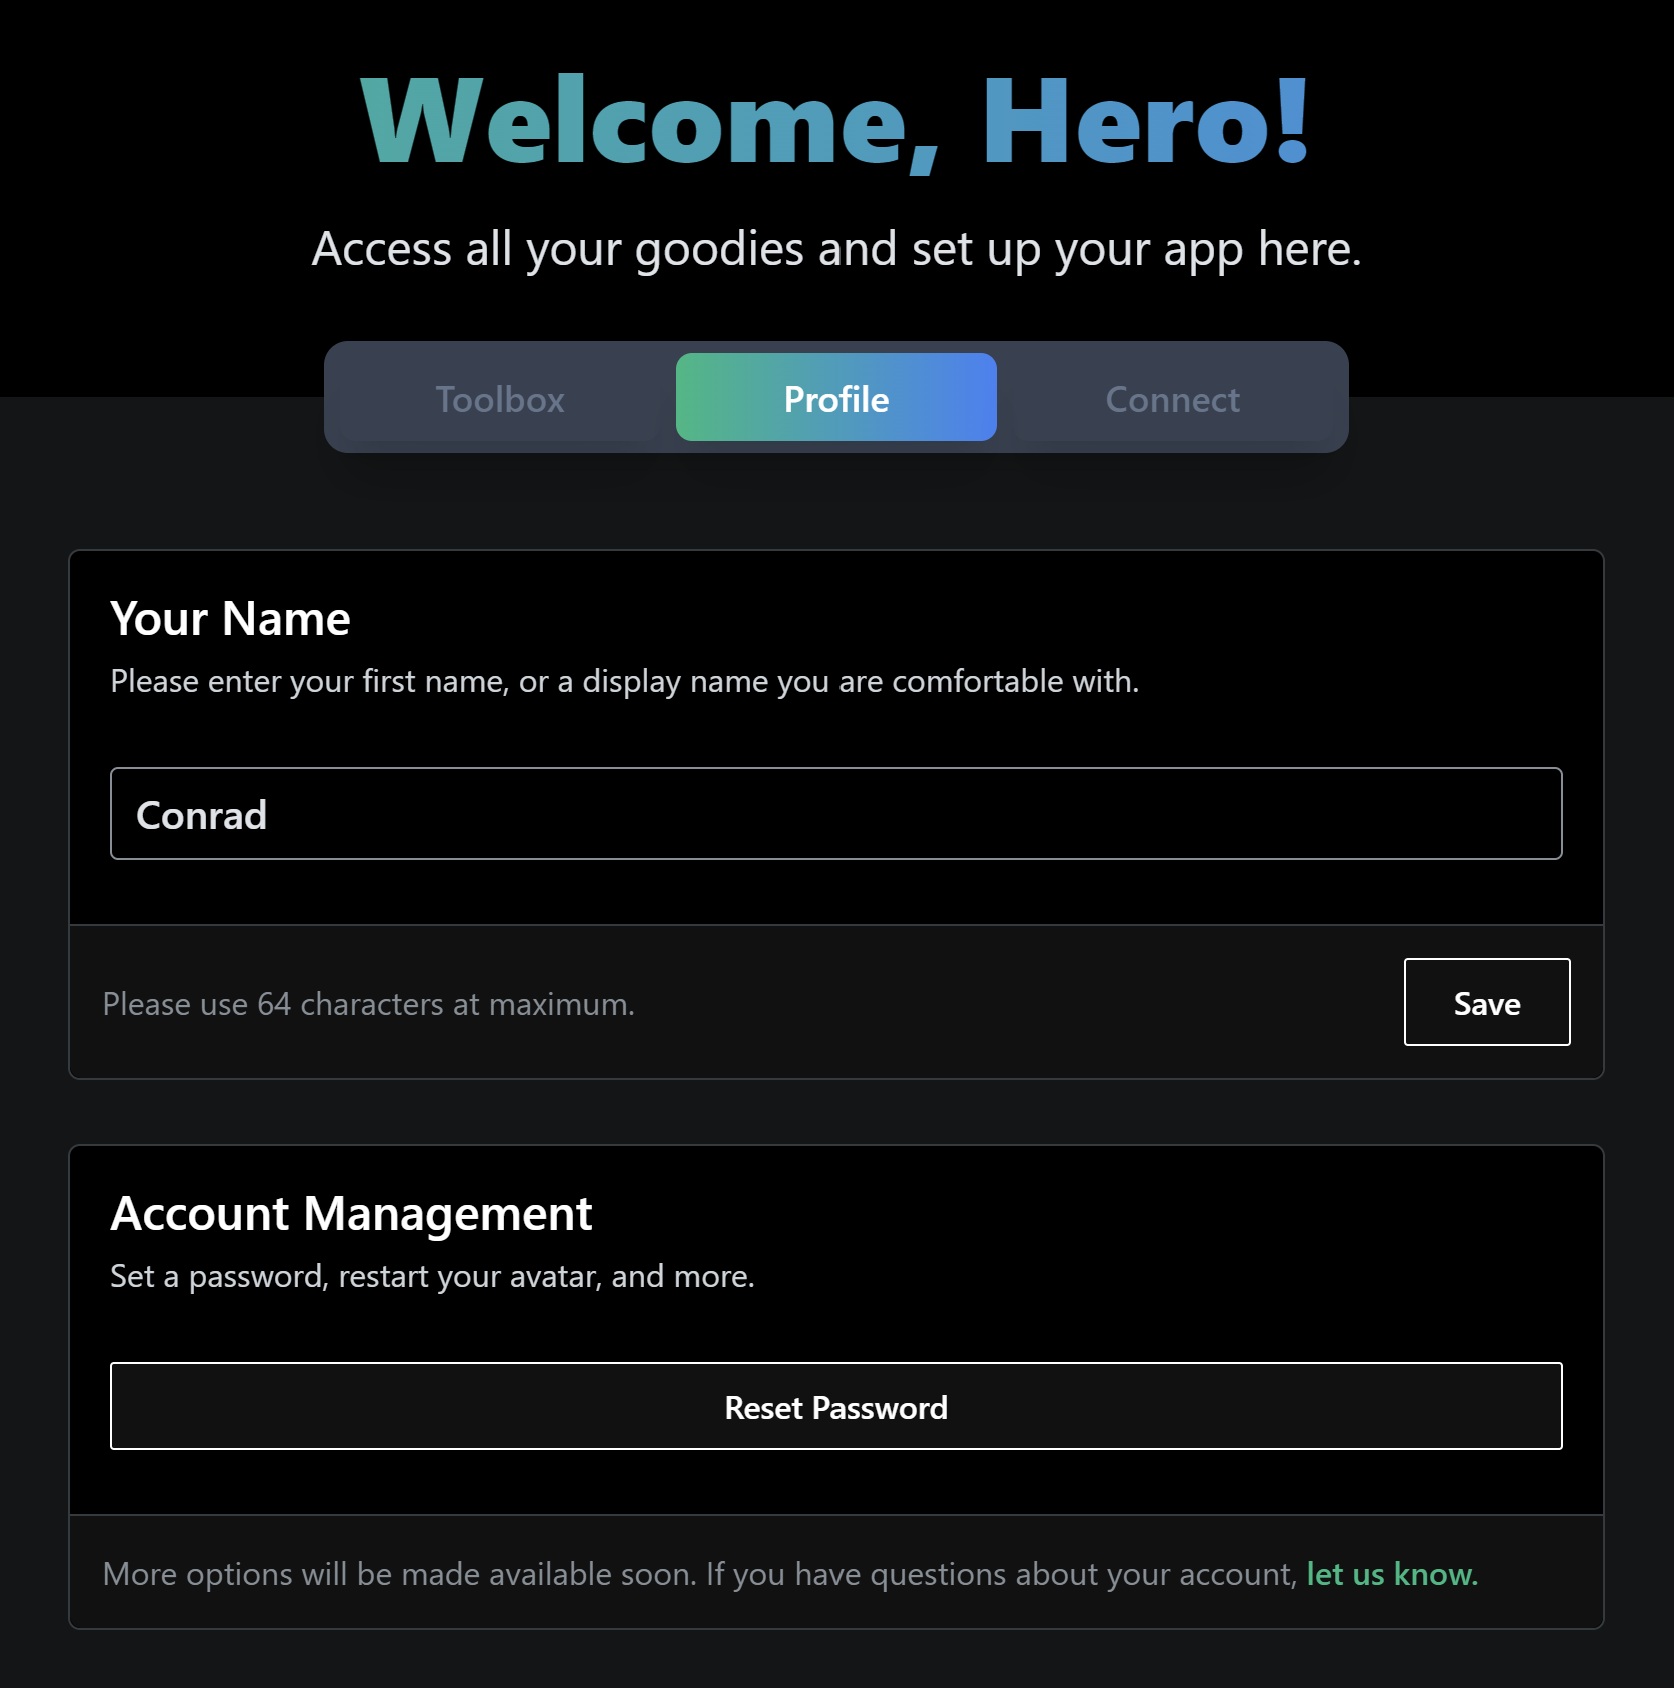 Welcome, Hero!
Access all your goodies and set up your app here.
Toolbox
Profile
Connect
Your Name
Please enter your first name, or a display name you are comfortable with.
Conrad
Please use 64 characters at maximum.
Save
Account Management
Set a password, restart your avatar, and more.
Reset Password
More options will be made available soon. If you have questions about your account, let us know.